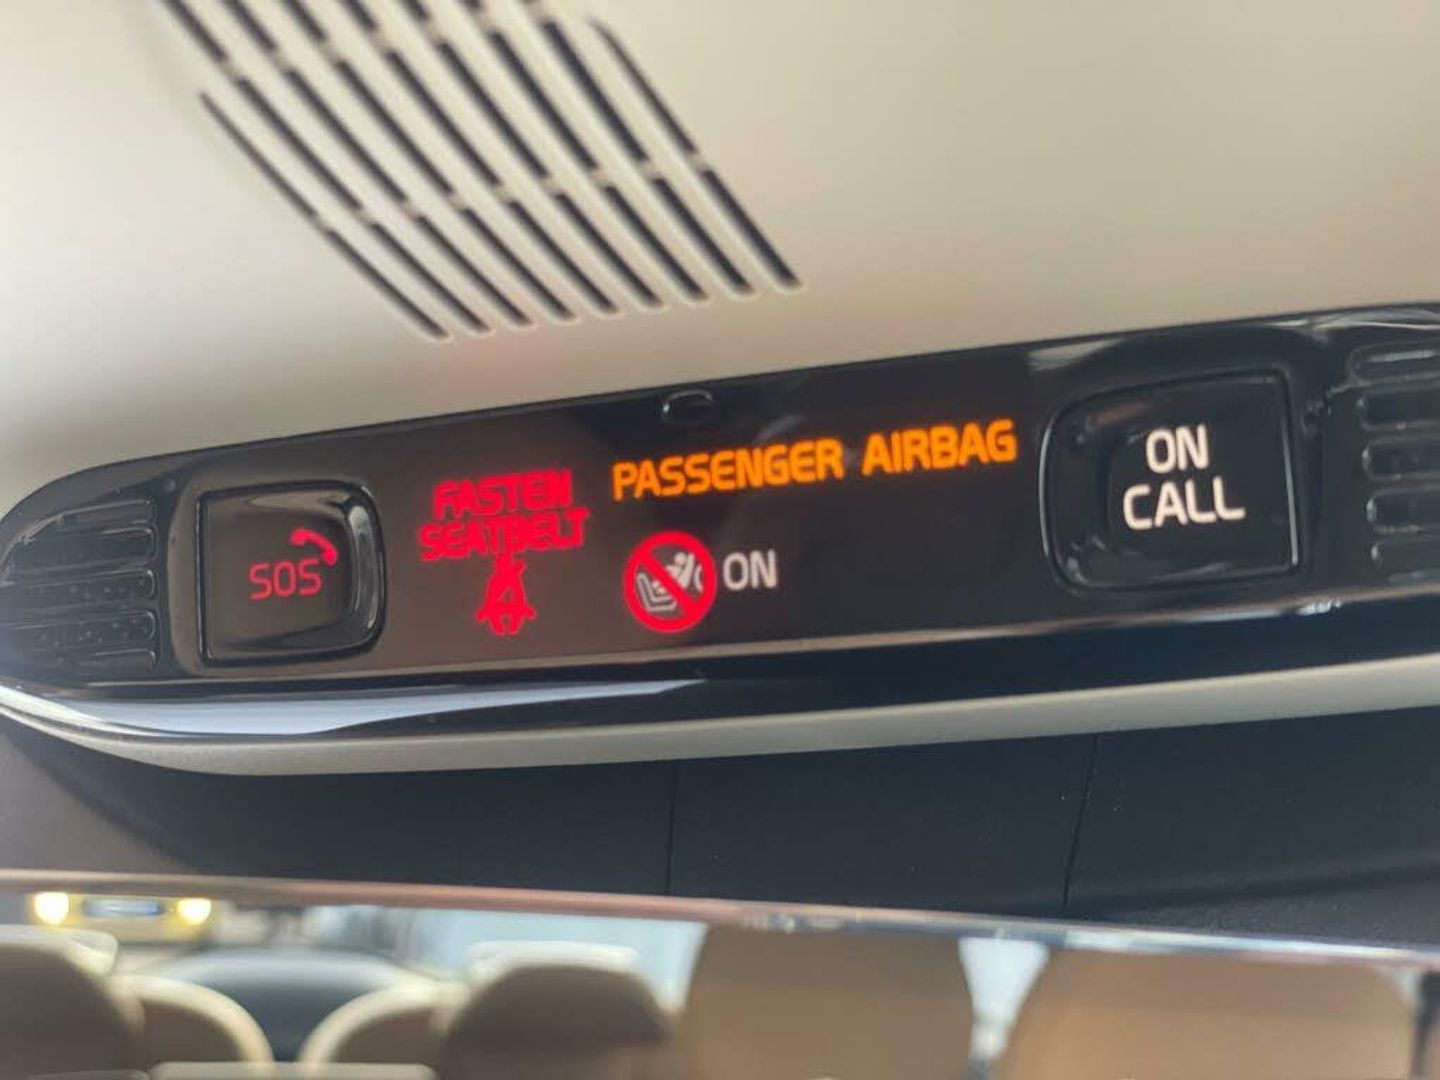 SOS
FASTEN
SEATBELT
PASSENGER AIRBAG
ON
ON
CALL